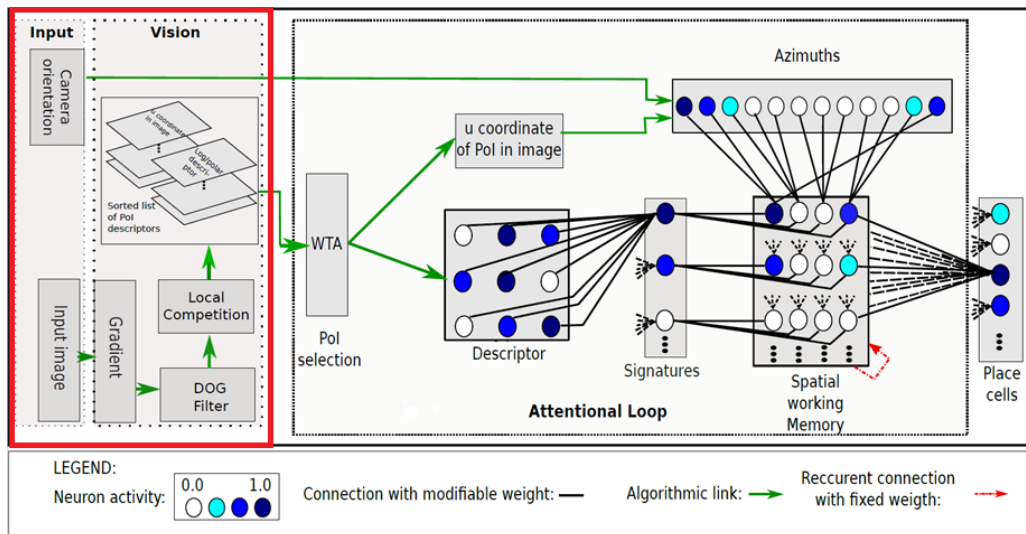 Input
Vision
Camera
orientation
u coordinate
in image
Log/polar
descri-
ptor
Sorted list
of PoI
descriptors
Local
Competition
Input image
Gradient
DOG
Filter
WTA
PoI
selection
u coordinate
of PoI in image
Azimuths
Descriptor
Signatures
Spatial
working
Memory
Attentional Loop
Place
cells
LEGEND:
Neuron activity:
0.0 1.0
Connection with modifiable weight:
Algorithmic link:
Reccurent connection
with fixed weigth: